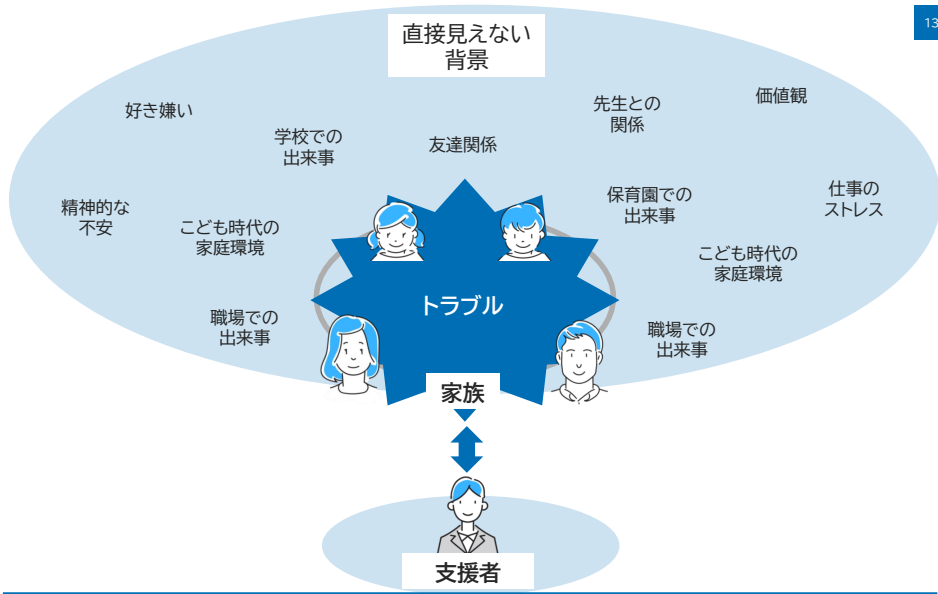 13
直接見えない
背景
好き嫌い
学校での
出来事
友達関係
先生との
関係
価値観
精神的な
不安
こども時代の
家庭環境
保育園での
出来事
仕事の
ストレス
こども時代の
家庭環境
トラブル
職場での
出来事
職場での
出来事
家族
支援者